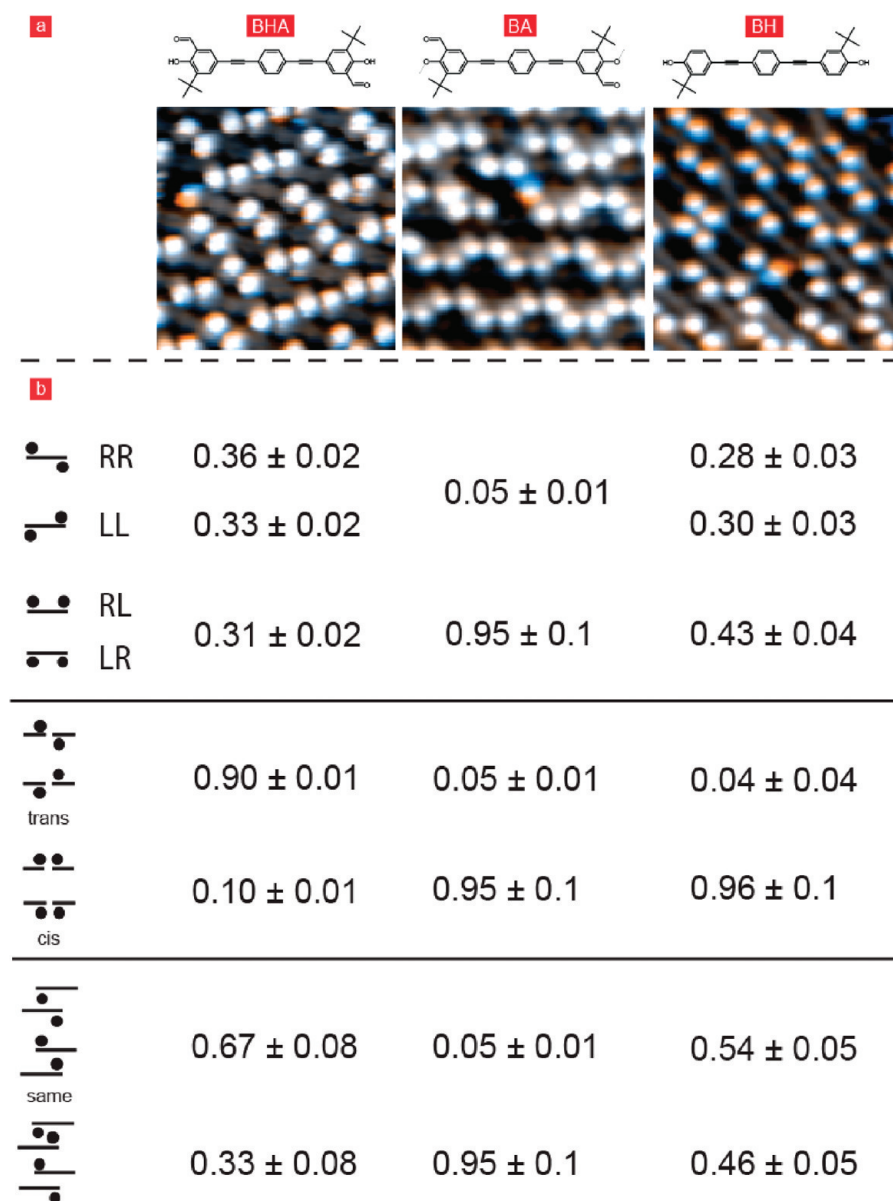 a BHA BA BH
HO OH O O HO OH
O O O O
b
RR 0.36 ± 0.02 0.28 ± 0.03
0.05 ± 0.01
LL 0.33 ± 0.02 0.30 ± 0.03
RL
0.31 ± 0.02 0.95 ± 0.1 0.43 ± 0.04
LR
0.90 ± 0.01 0.05 ± 0.01 0.04 ± 0.04
trans
0.10 ± 0.01 0.95 ± 0.1 0.96 ± 0.1
cis
0.67 ± 0.08 0.05 ± 0.01 0.54 ± 0.05
same
0.33 ± 0.08 0.95 ± 0.1 0.46 ± 0.05